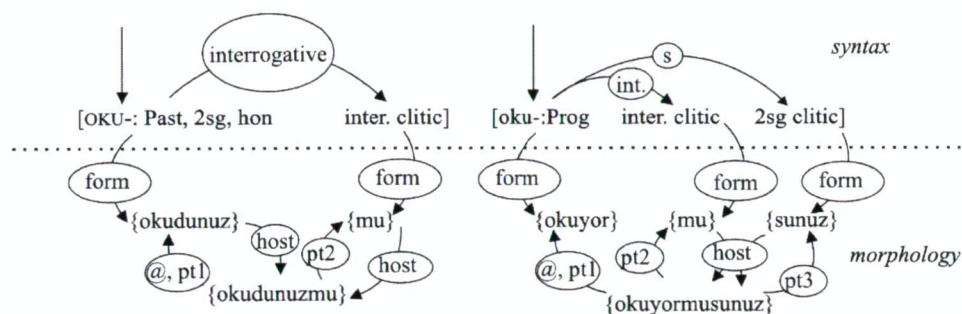 interrogative
s
syntax
int.
[OKU-: Past, 2sg, hon inter. clitic] [oku-:Prog inter. clitic 2sg clitic]
form form form form form
{okudunuz} {mu} {okuyor} {mu} {sunuz}
host pt2 host pt2 host
@, pt1 @, pt1 pt3 morphology
{okudunuzmu} {okuyormusunuz}